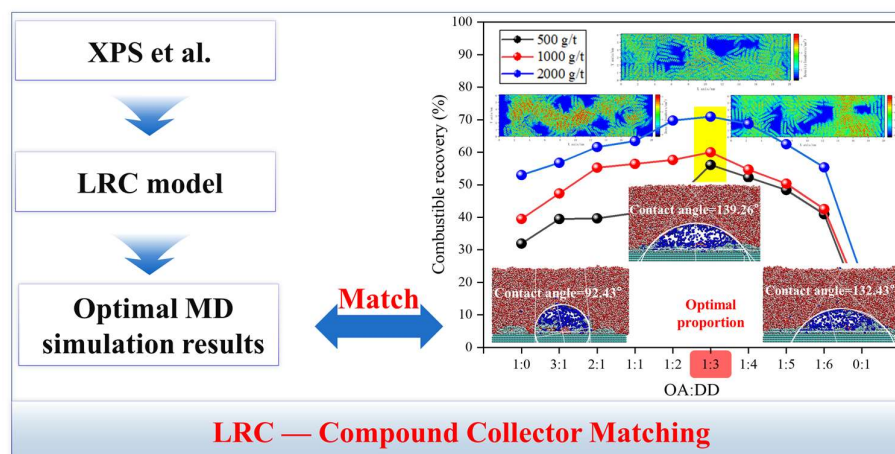 XPS et al.
LRC model
Optimal MD
simulation results
Match
Combustible recovery (%)
100
90
80
70
60
50
40
30
20
10
0
500 g/t
1000 g/t
2000 g/t
Contact angle=139.26°
Contact angle=92.43°
Contact angle=132.43°
Optimal
proportion
1:0 3:1 2:1 1:1 1:2 1:3 1:4 1:5 1:6 0:1
OA:DD
LRC — Compound Collector Matching